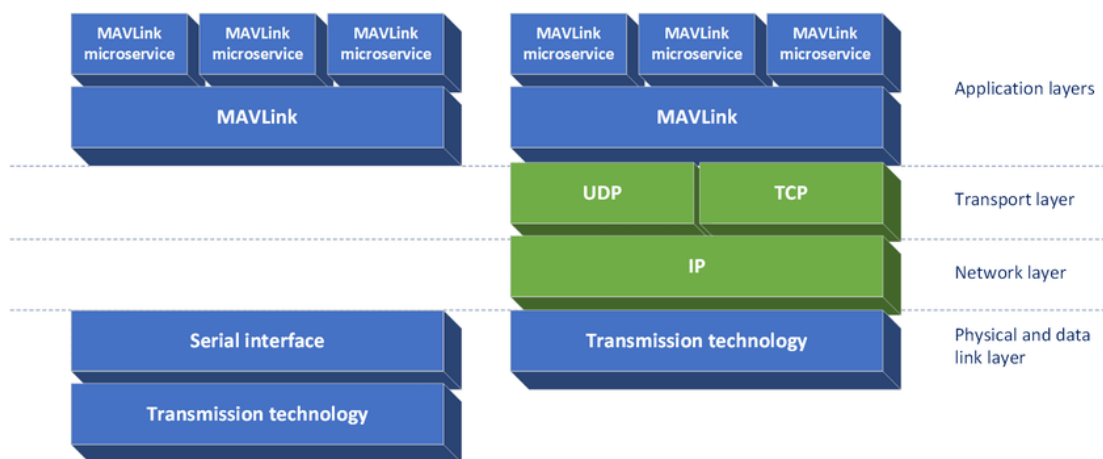 MAVLink
microservice
MAVLink
microservice
MAVLink
microservice
MAVLink
microservice
MAVLink
microservice
MAVLink
microservice
Application layers
MAVLink
MAVLink
UDP
TCP
Transport layer
IP
Network layer
Serial interface
Transmission technology
Physical and data
link layer
Transmission technology